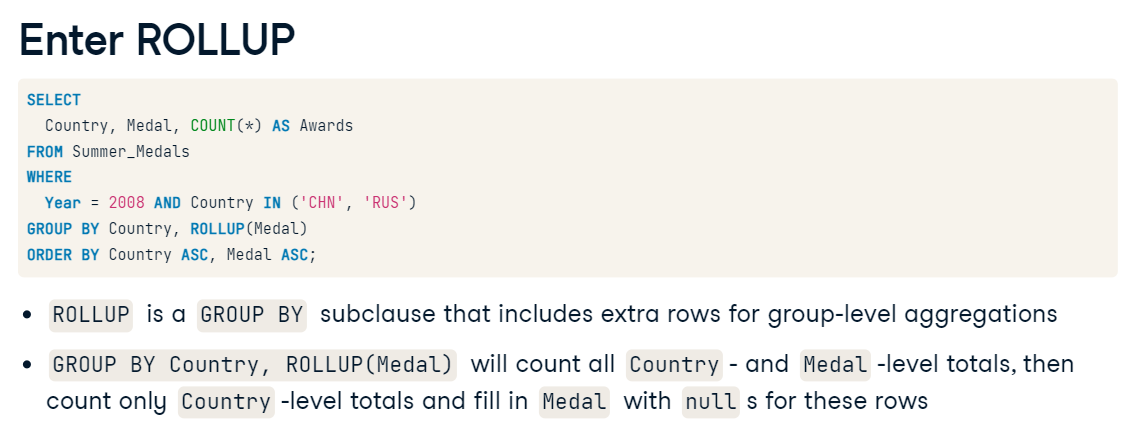 Enter ROLLUP
SELECT
Country, Medal, COUNT(*) AS Awards
FROM Summer_Medals
WHERE
Year = 2008 AND Country IN ('CHN', 'RUS')
GROUP BY Country, ROLLUP(Medal)
ORDER BY Country ASC, Medal ASC;
• ROLLUP is a GROUP BY subclause that includes extra rows for group-level aggregations
• GROUP BY Country, ROLLUP(Medal) will count all Country - and Medal -level totals, then
count only Country -level totals and fill in Medal with null s for these rows